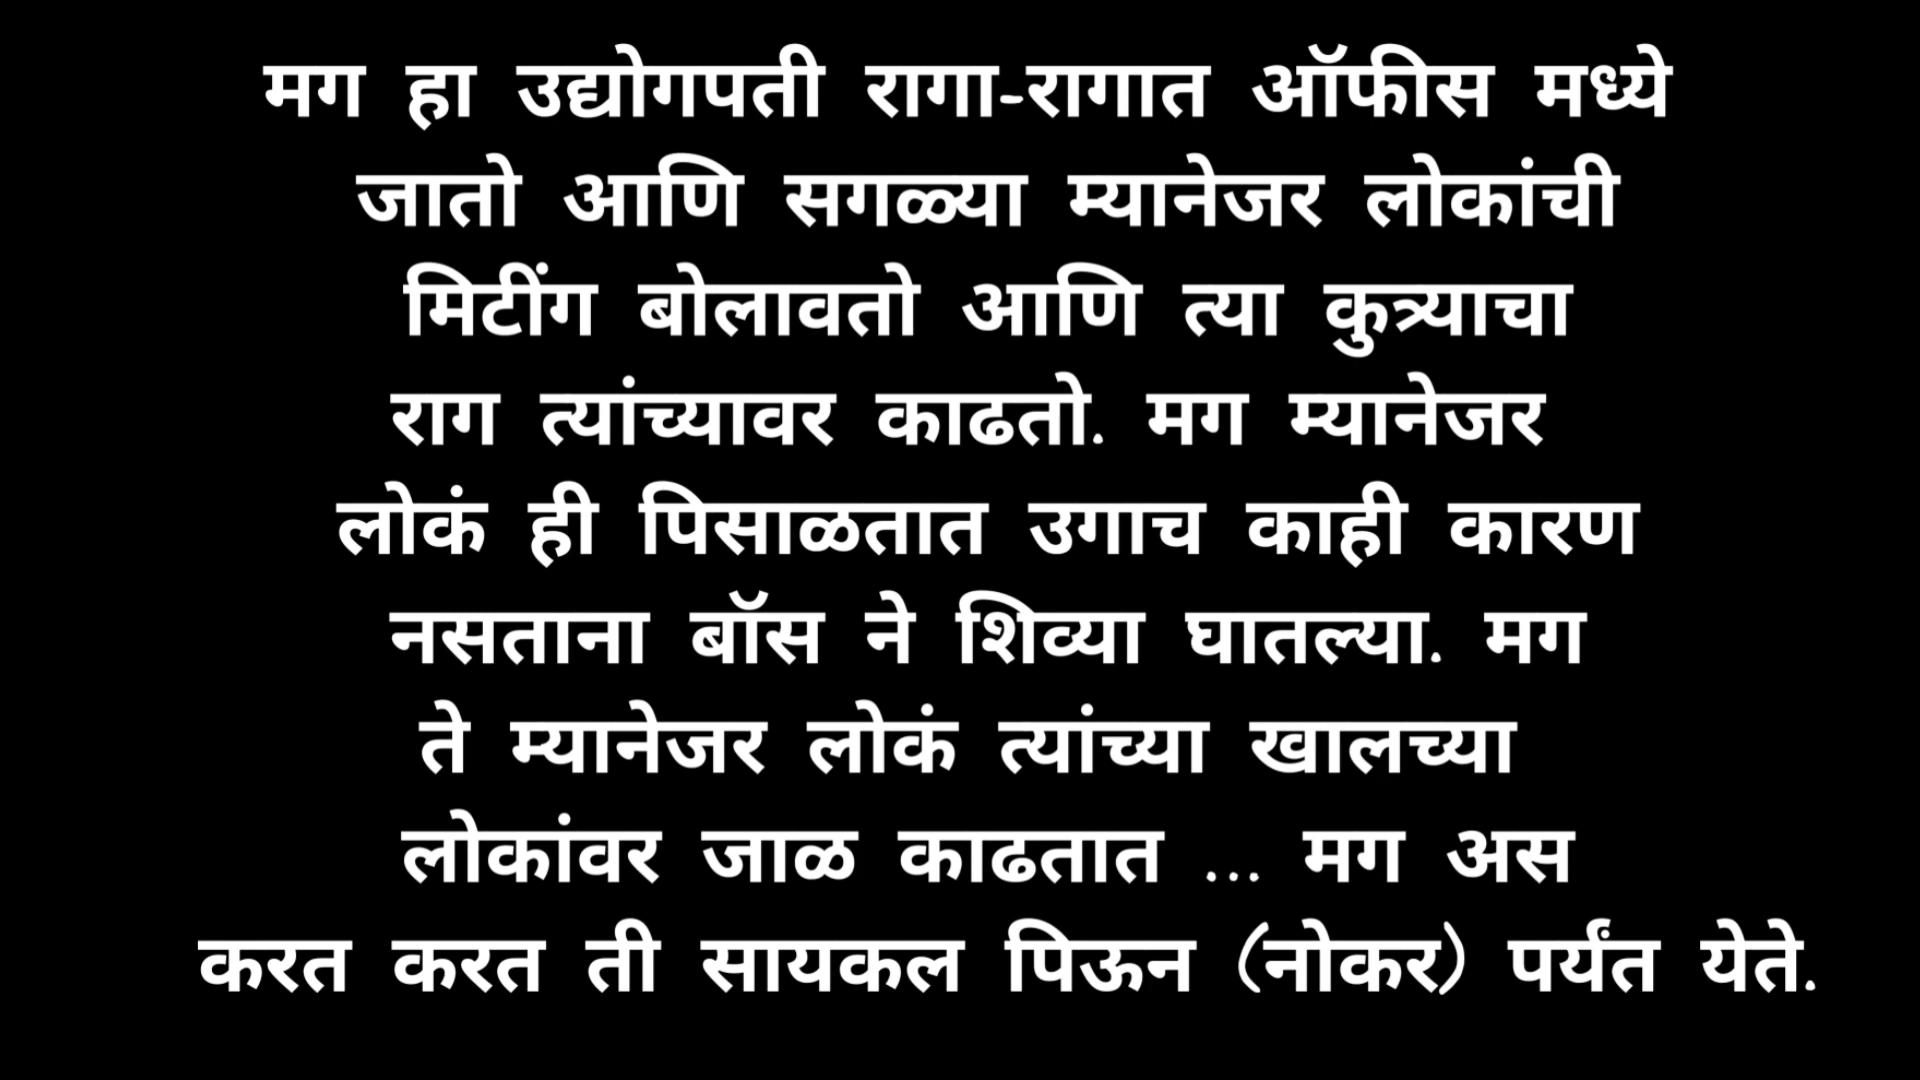 मग हा उद्योगपती रागा-रागात ऑफीस मध्ये
जातो आणि सगळ्या म्यानेजर लोकांची
मिटींग बोलावतो आणि त्या कुत्र्याचा
राग त्यांच्यावर काढतो. मग म्यानेजर
लोकं ही पिसाळतात उगाच काही कारण
नसताना बॉस ने शिव्या घातल्या. मग
ते म्यानेजर लोकं त्यांच्या खालच्या
लोकांवर जाळ काढतात ... मग अस
करत करत ती सायकल पिऊन (नोकर) पर्यंत येते.